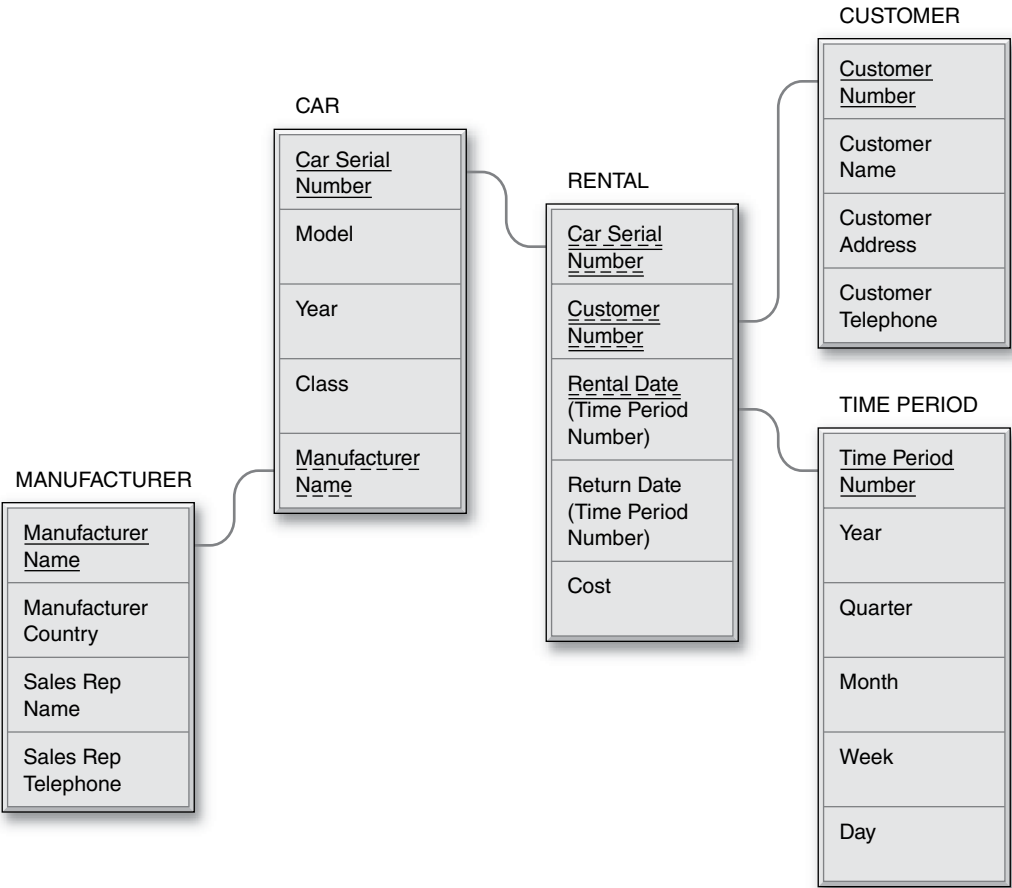 CUSTOMER
Customer
Number
Customer
Name
Customer
Address
Customer
Telephone
CAR
Car Serial
Number
Model
Year
Class
Manufacturer
Name
RENTAL
Car Serial
Number
Customer
Number
Rental Date
(Time Period
Number)
Return Date
(Time Period
Number)
Cost
TIME PERIOD
Time Period
Number
Year
Quarter
Month
Week
Day
MANUFACTURER
Manufacturer
Name
Manufacturer
Country
Sales Rep
Name
Sales Rep
Telephone